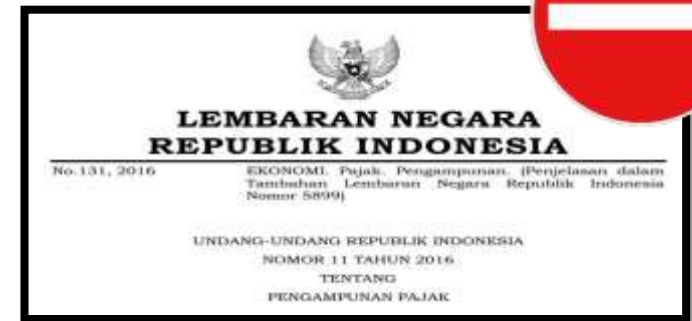 LEMBARAN NEGARA
REPUBLIK INDONESIA
No.131, 2016
EKONOMI. Pajak. Pengampunan. (Penjelasan dalam
Tambahan Lembaran Negara Republik Indonesia
Nomor 5899)
UNDANG-UNDANG REPUBLIK INDONESIA
NOMOR 11 TAHUN 2016
TENTANG
PENGAMPUNAN PAJAK